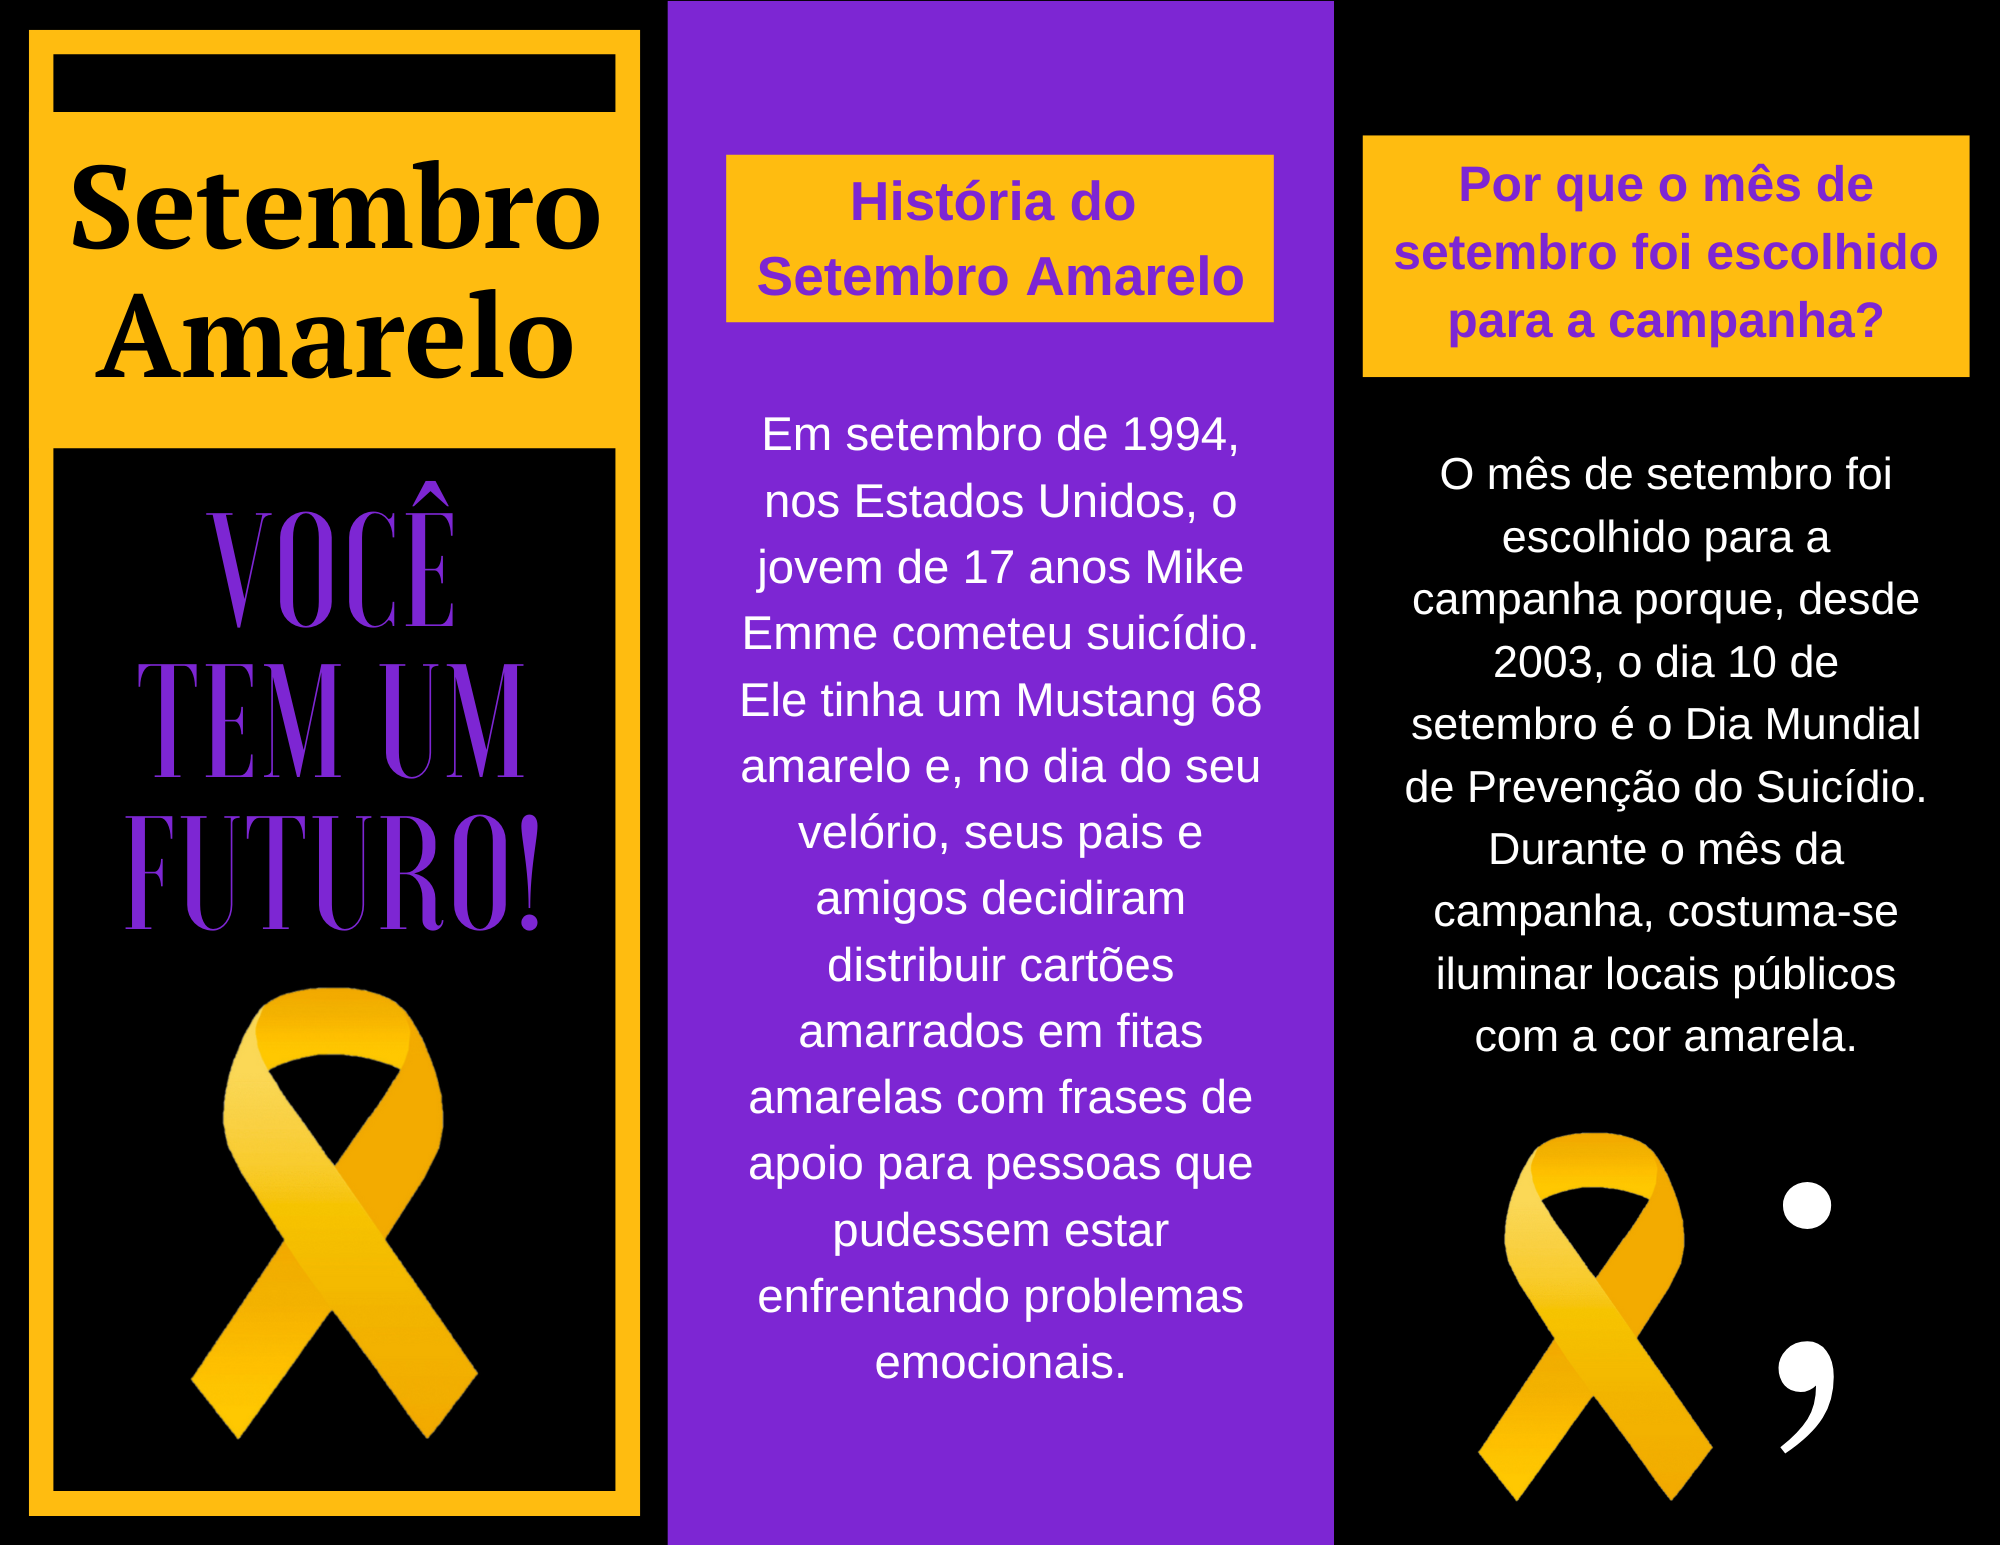 Setembro
Amarelo
VOCÊ
TEM UM
FUTURO!
História do
Setembro Amarelo
Em setembro de 1994,
nos Estados Unidos, o
jovem de 17 anos Mike
Emme cometeu suicídio.
Ele tinha um Mustang 68
amarelo e, no dia do seu
velório, seus pais e
amigos decidiram
distribuir cartões
amarrados em fitas
amarelas com frases de
apoio para pessoas que
pudessem estar
enfrentando problemas
emocionais.
Por que o mês de
setembro foi escolhido
para a campanha?
O mês de setembro foi
escolhido para a
campanha porque, desde
2003, o dia 10 de
setembro é o Dia Mundial
de Prevenção do Suicídio.
Durante o mês da
campanha, costuma-se
iluminar locais públicos
com a cor amarela.
;